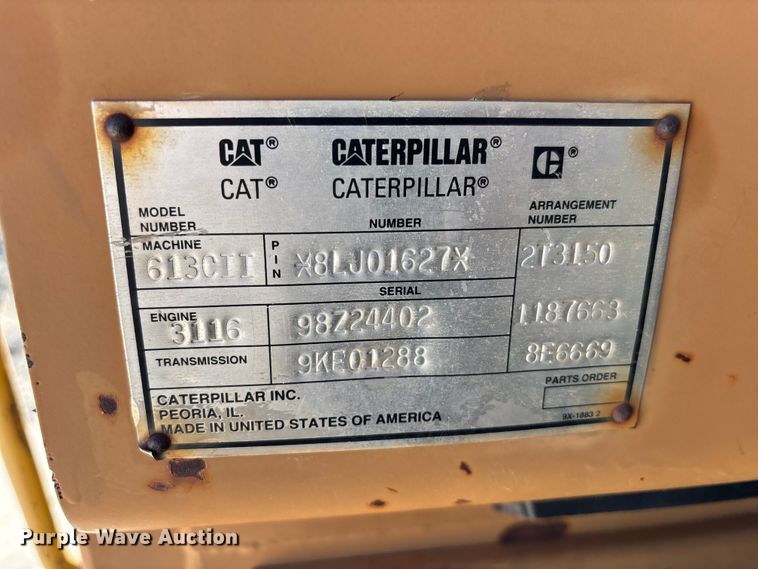 CAT® CATERPILLAR® ®
CAT® CATERPILLAR®
MODEL NUMBER NUMBER ARRANGEMENT NUMBER
MACHINE 613CII PIN *8LJ01627* 2T3150
SERIAL
ENGINE 3116 98Z24402 1187663
TRANSMISSION 9KE01288 8E6669
PARTS ORDER
CATERPILLAR INC.
PEORIA, IL.
MADE IN UNITED STATES OF AMERICA
9X-1883 2
Purple Wave Auction